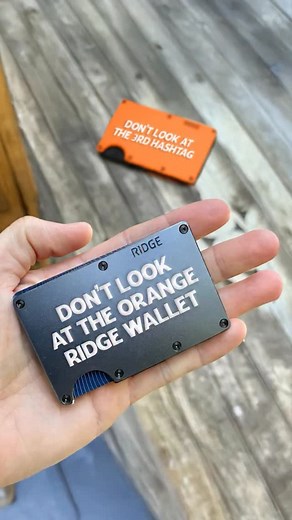 DON'T LOOK AT
THE 3RD HASHTAG
RIDGE
DON'T LOOK
AT THE ORANGE
RIDGE WALLET